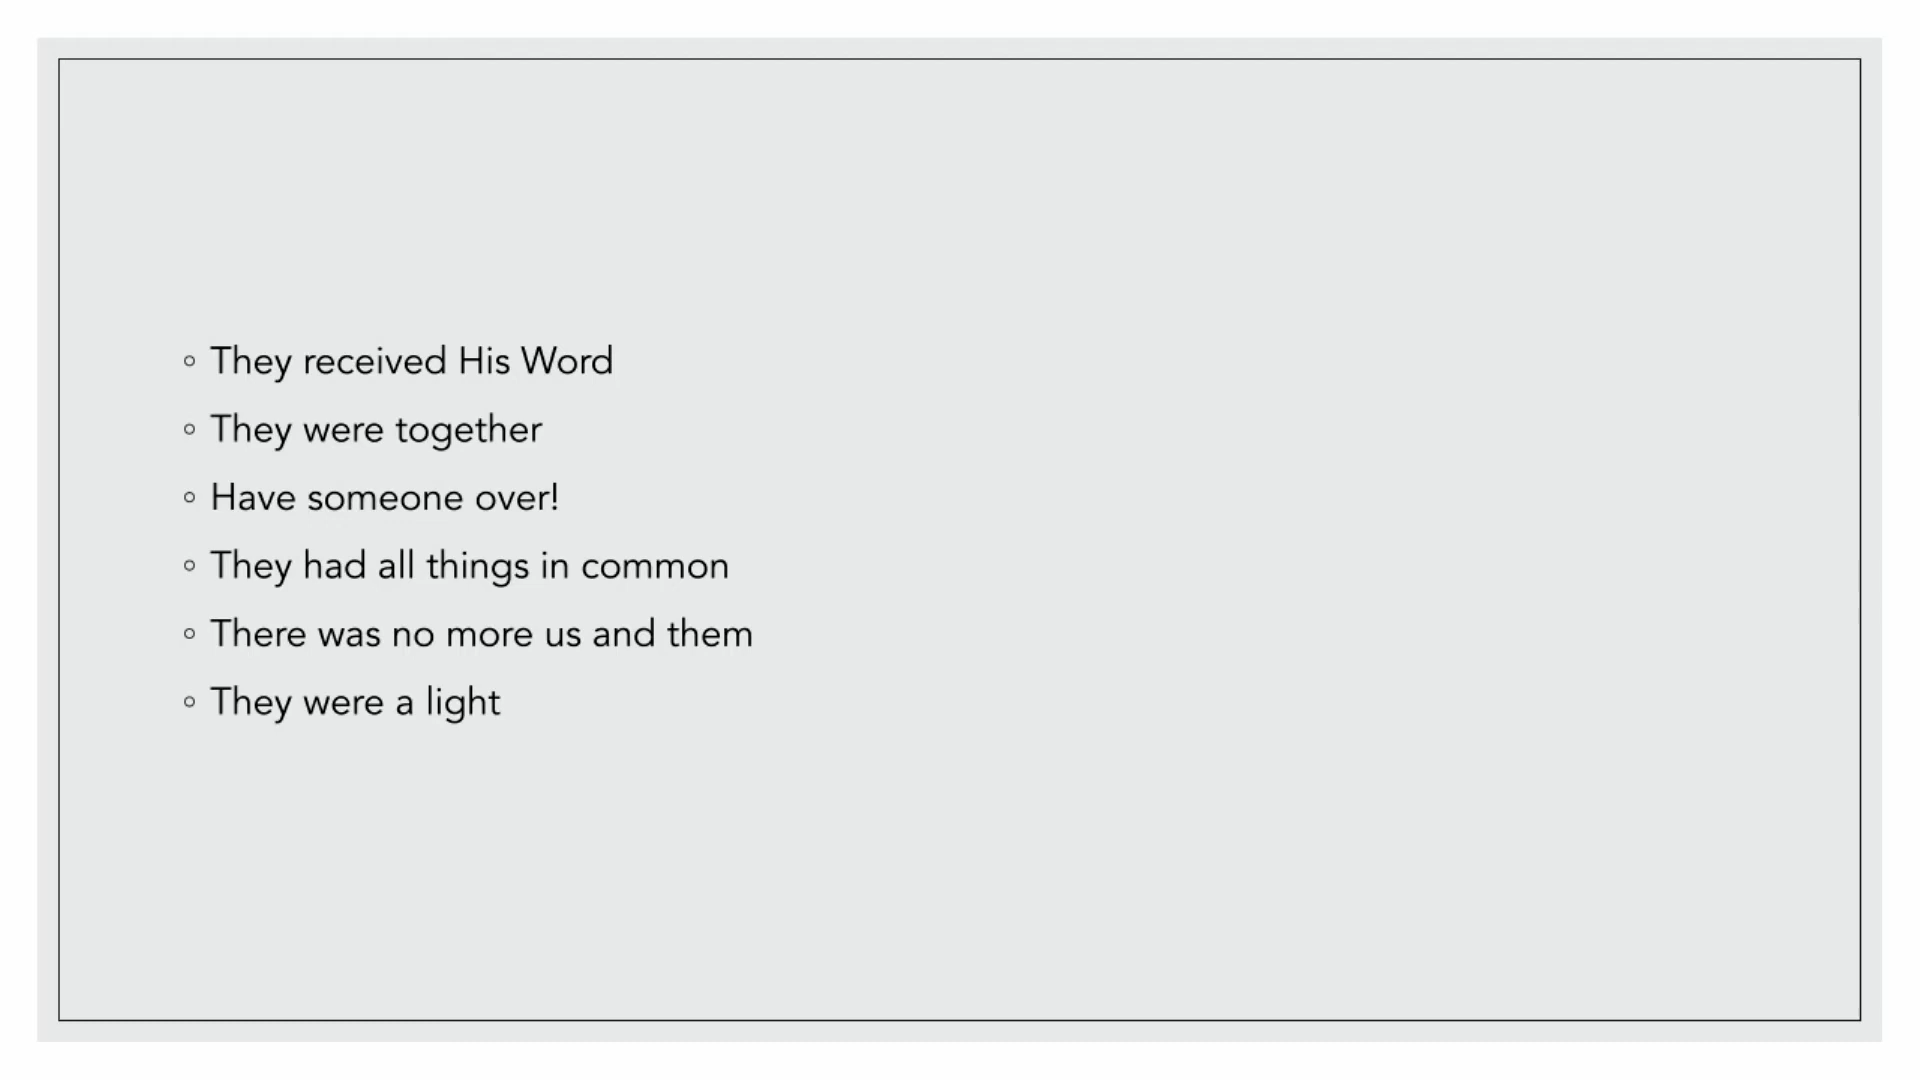 ◦ They received His Word
◦ They were together
◦ Have someone over!
◦ They had all things in common
◦ There was no more us and them
◦ They were a light